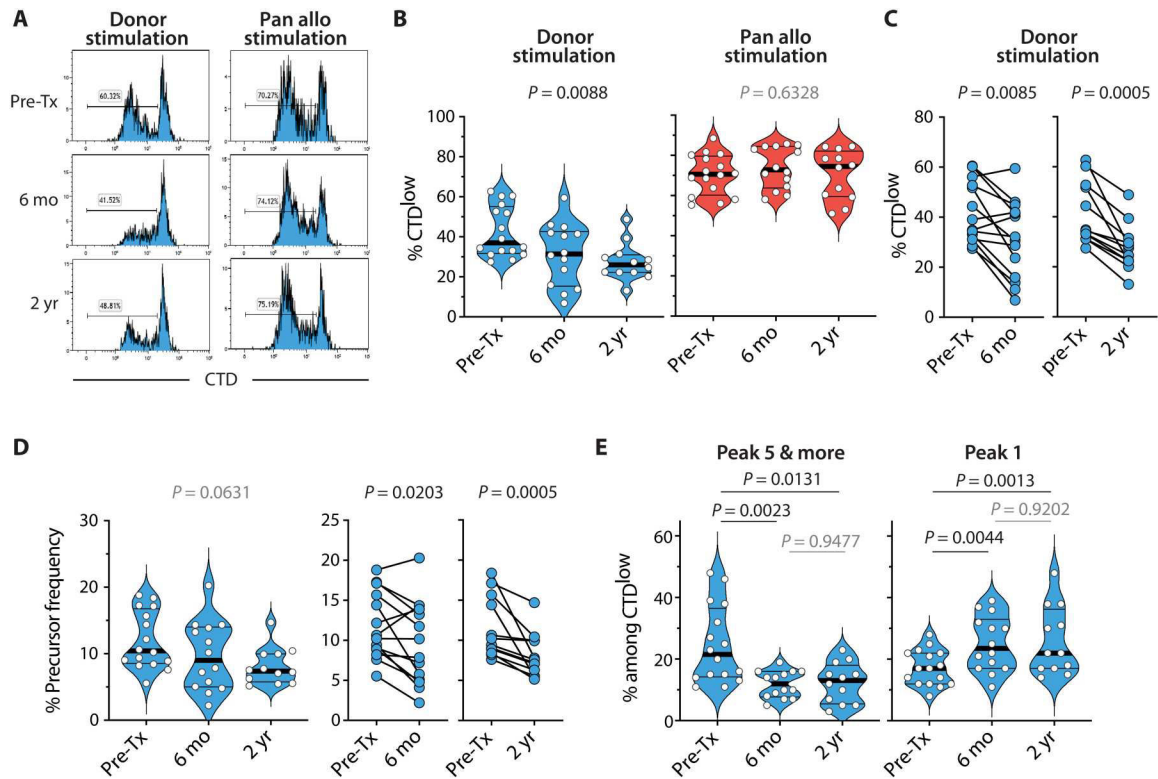 A
Donor
stimulation
Pan allo
stimulation
Pre-Tx
60.32%
70.27%
6 mo
41.52%
74.12%
2 yr
48.81%
75.19%
CTD
B
Donor
stimulation
Pan allo
stimulation
P = 0.0088
P = 0.6328
% CTDlow
100
80
60
40
20
0
Pre-Tx
6 mo
2 yr
Pre-Tx
6 mo
2 yr
C
Donor
stimulation
P = 0.0085
P = 0.0005
% CTDlow
80
60
40
20
0
Pre-Tx
6 mo
pre-Tx
2 yr
D
P = 0.0631
P = 0.0203
P = 0.0005
% Precursor frequency
30
20
10
0
Pre-Tx
6 mo
2 yr
25
20
15
10
5
0
Pre-Tx
6 mo
Pre-Tx
2 yr
E
Peak 5 & more
Peak 1
P = 0.0131
P = 0.0023
P = 0.9477
P = 0.0013
P = 0.9202
P = 0.0044
% among CTDlow
60
40
20
0
Pre-Tx
6 mo
2 yr
Pre-Tx
6 mo
2 yr